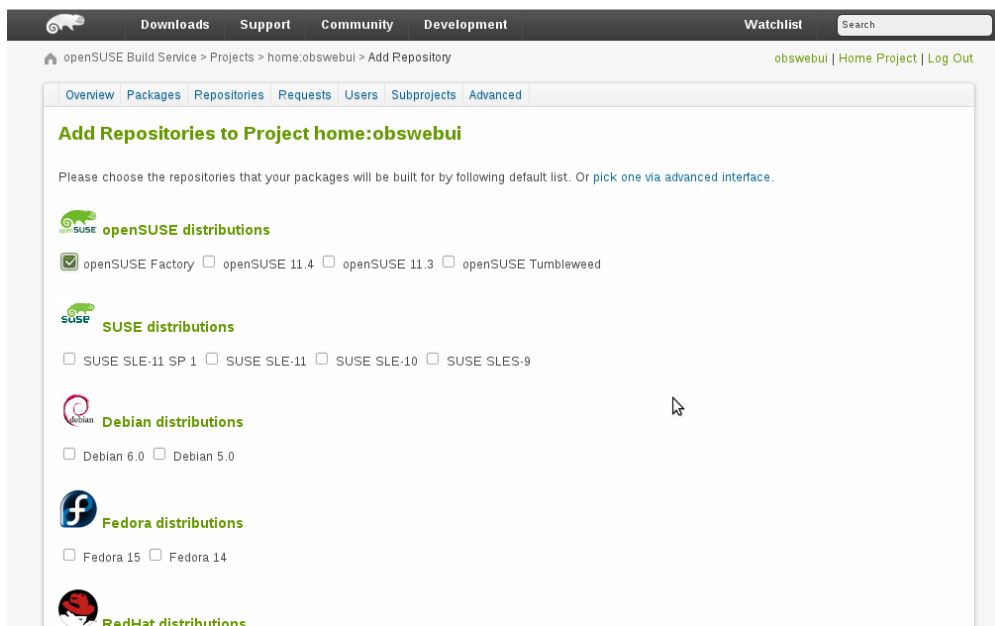 Downloads Support Community Development Watchlist Search
openSUSE Build Service > Projects > home:obswebui > Add Repository obswebui | Home Project | Log Out
Overview Packages Repositories Requests Users Subprojects Advanced
Add Repositories to Project home:obswebui
Please choose the repositories that your packages will be built for by following default list. Or pick one via advanced interface.
openSUSE openSUSE distributions
openSUSE Factory openSUSE 11.4 openSUSE 11.3 openSUSE Tumbleweed
SUSE SUSE distributions
SUSE SLE-11 SP 1 SUSE SLE-11 SUSE SLE-10 SUSE SLES-9
debian Debian distributions
Debian 6.0 Debian 5.0
Fedora distributions
Fedora 15 Fedora 14
RedHat distributions